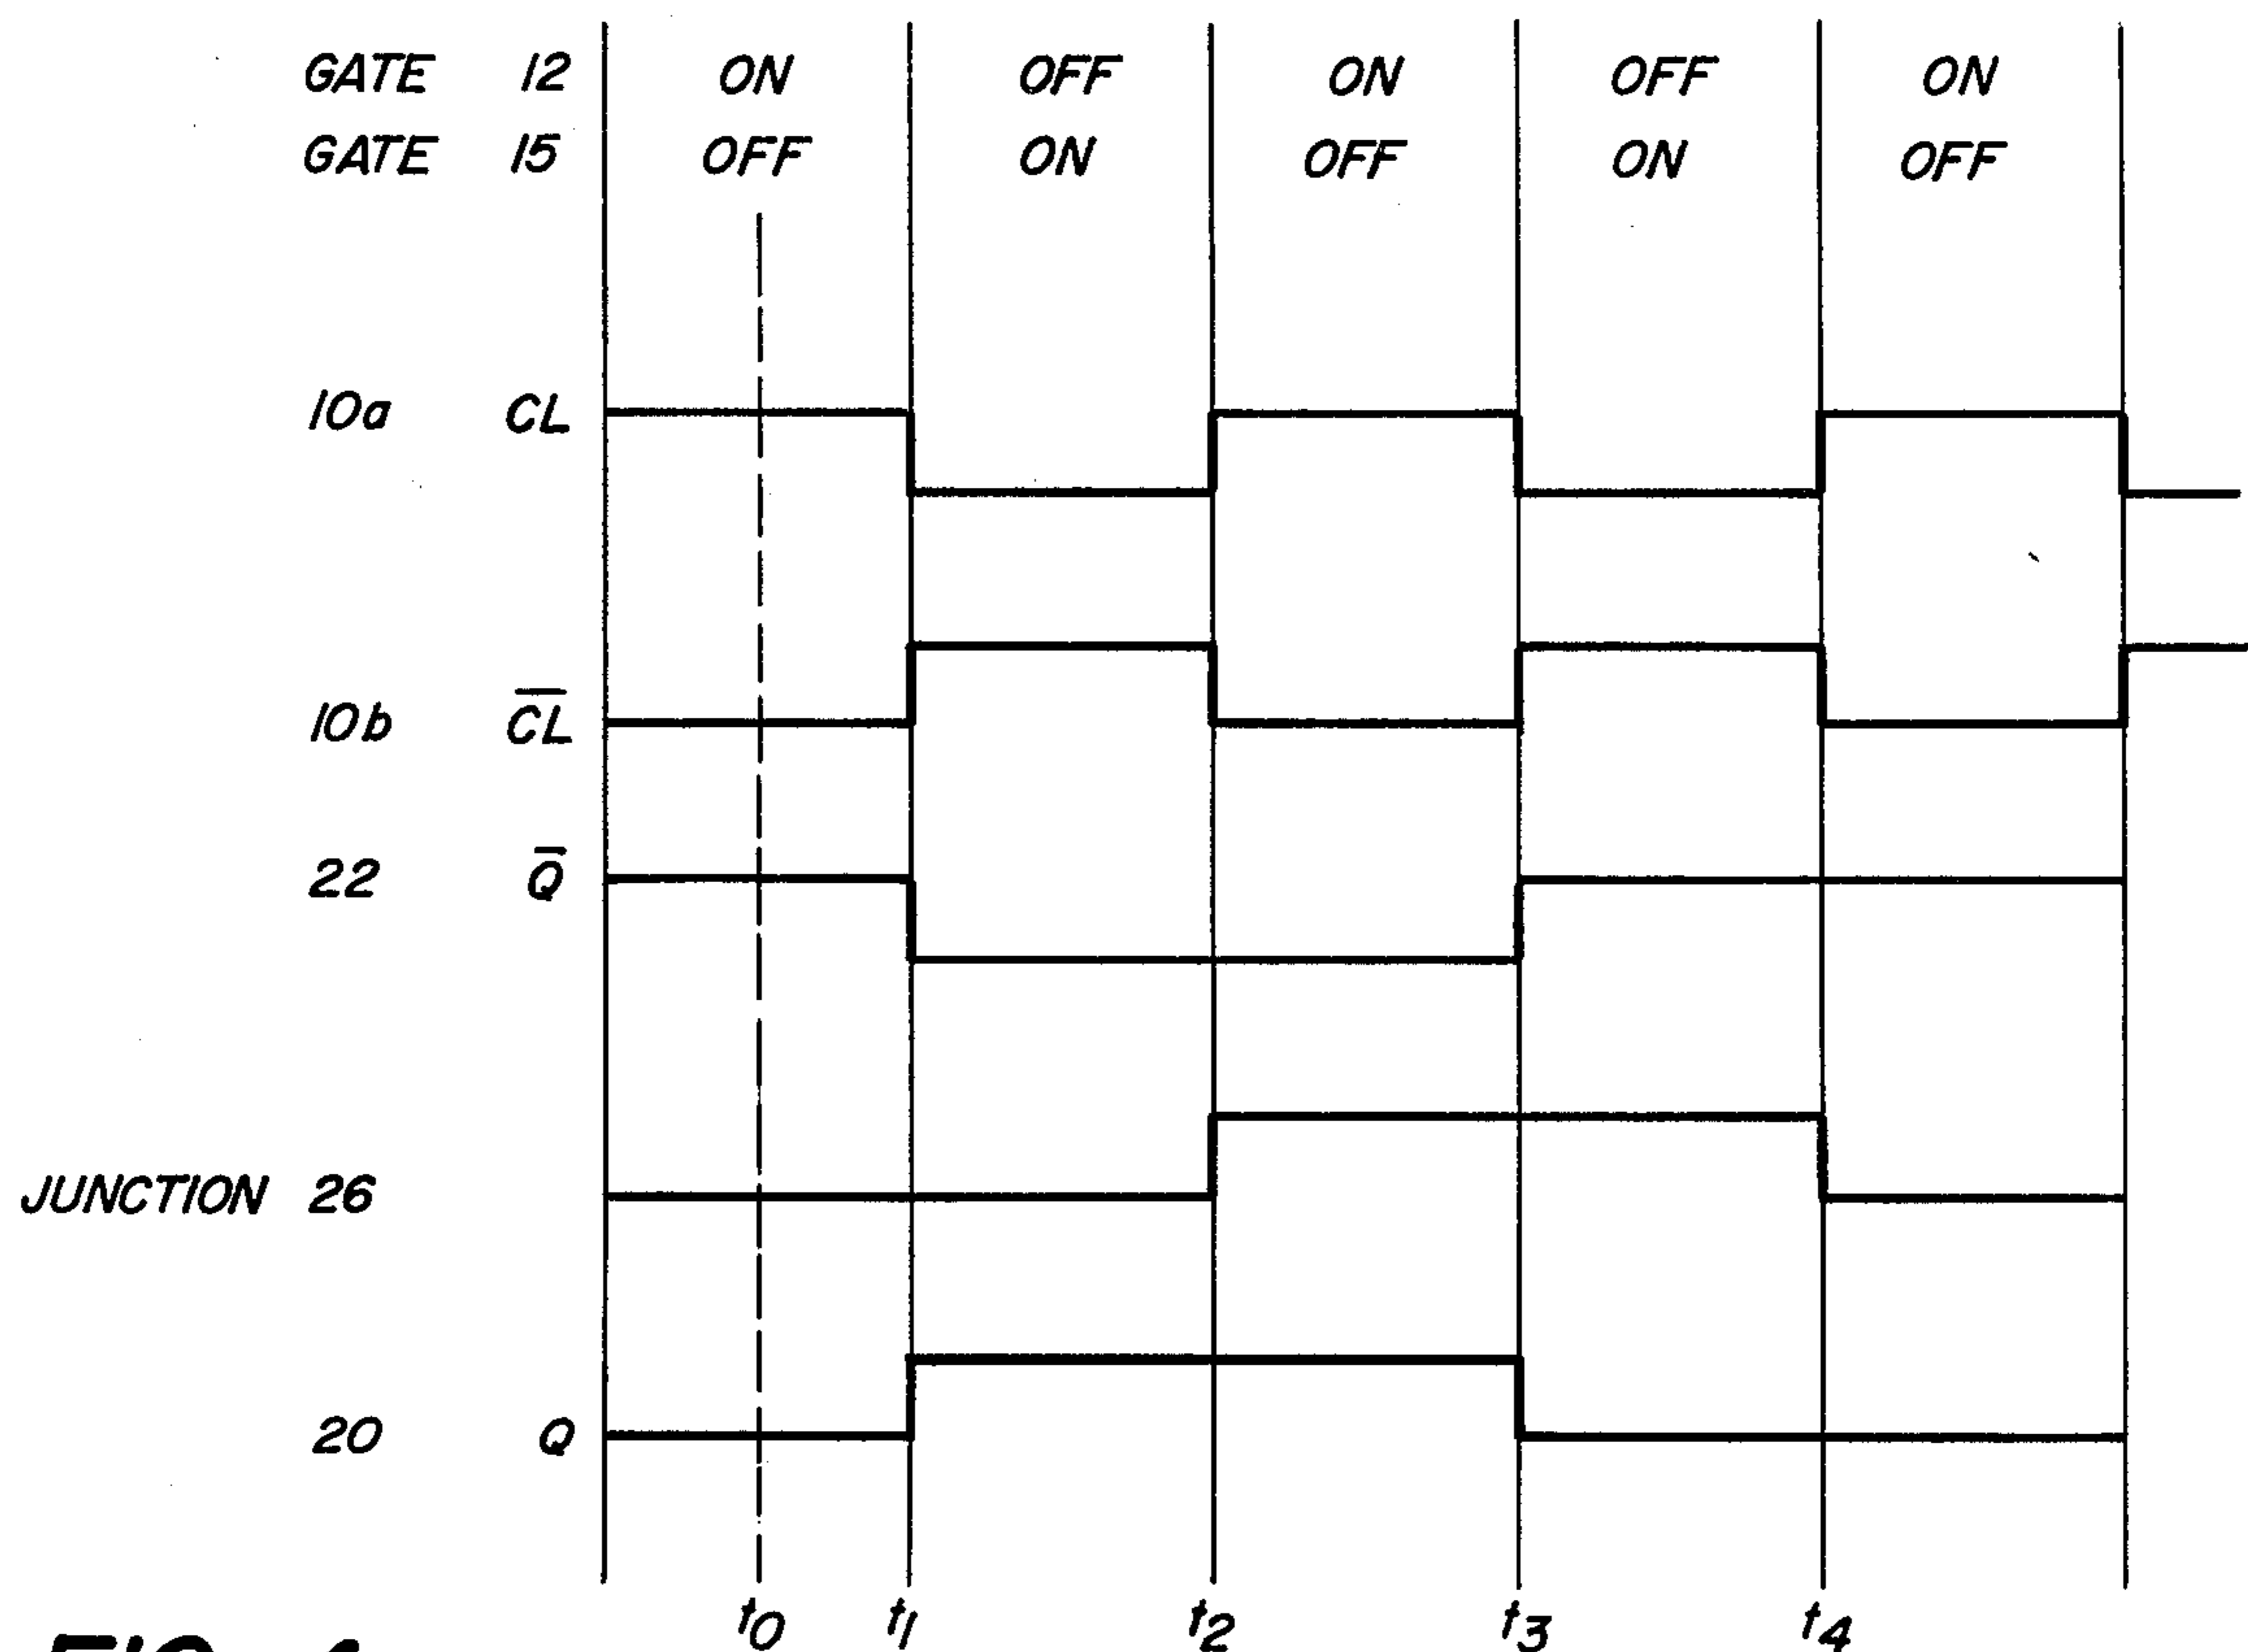 GATE 12 ON OFF ON OFF ON
GATE 15 OFF ON OFF ON OFF
10a CL
10b C̅L̅
22 Q̅
JUNCTION 26
20 Q
t0 t1 t2 t3 t4